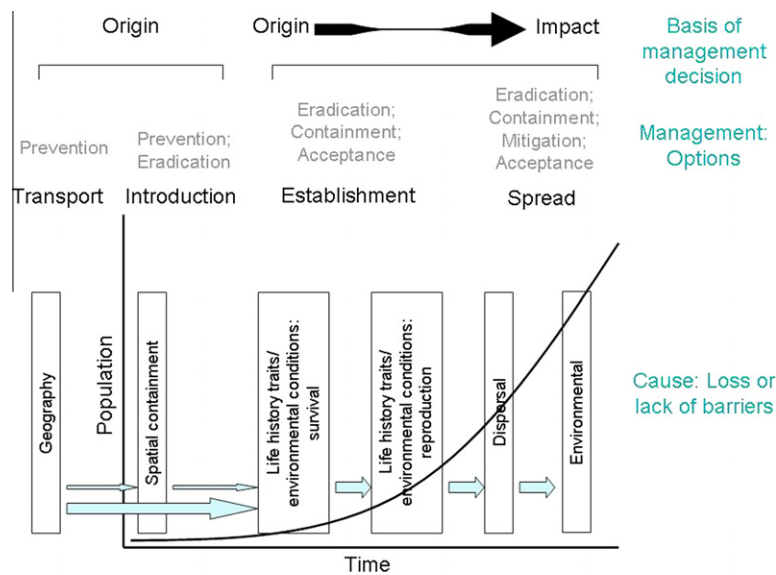 Origin
Origin
Impact
Basis of
management
decision
Prevention
Prevention;
Eradication
Eradication;
Containment;
Acceptance
Eradication;
Containment;
Mitigation;
Acceptance
Management:
Options
Transport
Introduction
Establishment
Spread
Population
Geography
Spatial containment
Life history traits/
environmental conditions:
survival
Life history traits/
environmental conditions:
reproduction
Dispersal
Environmental
Cause: Loss or
lack of barriers
Time